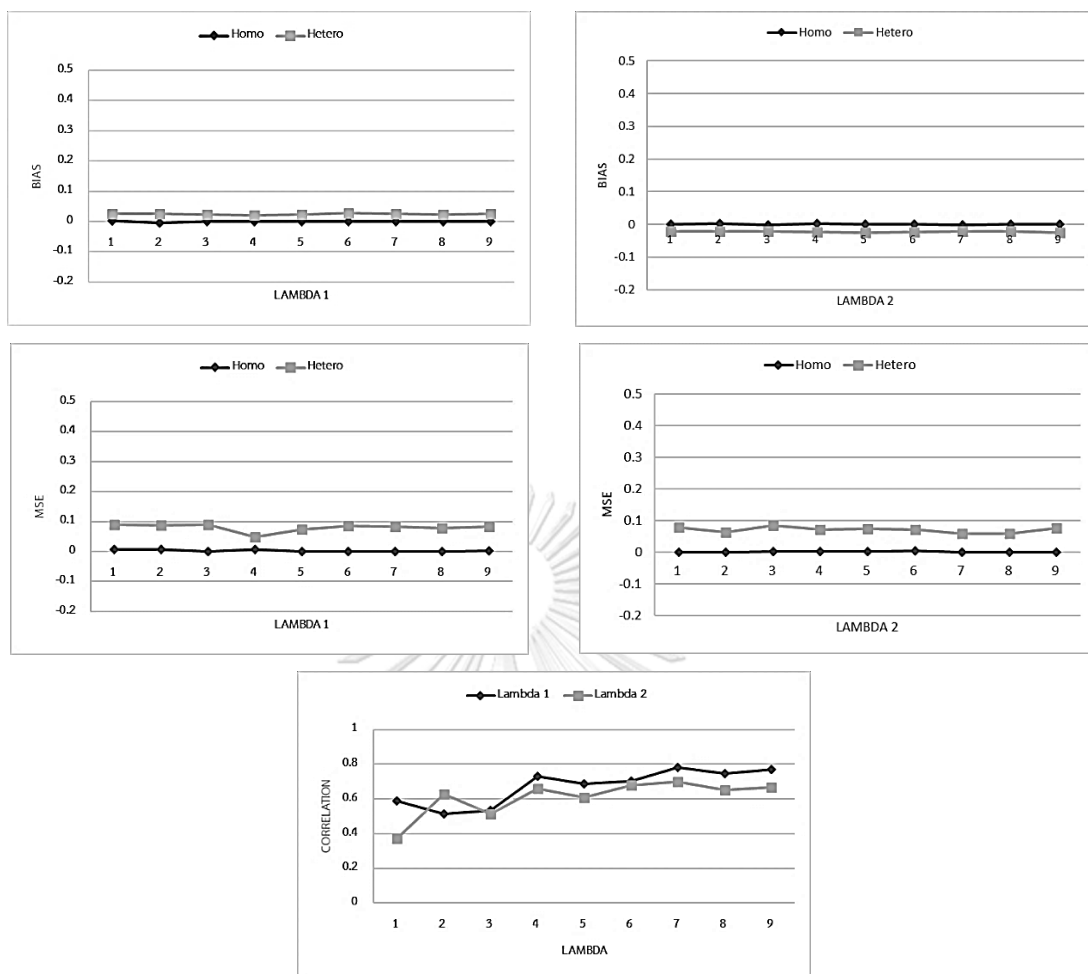 Homo Hetero
0.5
0.4
0.3
0.2
0.1
0
-0.1
-0.2
BIAS
1 2 3 4 5 6 7 8 9
LAMBDA 1
Homo Hetero
0.5
0.4
0.3
0.2
0.1
0
-0.1
-0.2
BIAS
1 2 3 4 5 6 7 8 9
LAMBDA 2
Homo Hetero
0.5
0.4
0.3
0.2
0.1
0
-0.1
-0.2
MSE
1 2 3 4 5 6 7 8 9
LAMBDA 1
Homo Hetero
0.5
0.4
0.3
0.2
0.1
0
-0.1
-0.2
MSE
1 2 3 4 5 6 7 8 9
LAMBDA 2
Lambda 1 Lambda 2
1
0.8
0.6
0.4
0.2
0
CORRELATION
1 2 3 4 5 6 7 8 9
LAMBDA